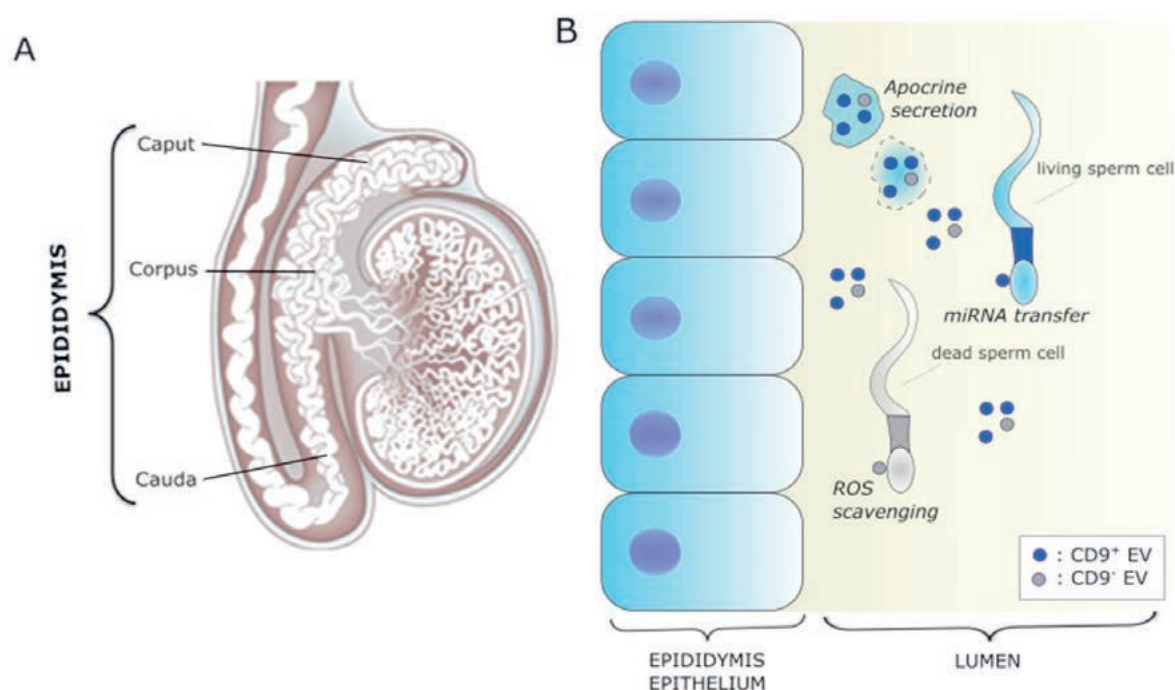 A
EPIDIDYMIS
Caput
Corpus
Cauda
B
Apocrine
secretion
living sperm cell
miRNA transfer
dead sperm cell
ROS
scavenging
: CD9⁺ EV
: CD9⁻ EV
EPIDIDYMIS
EPITHELIUM
LUMEN